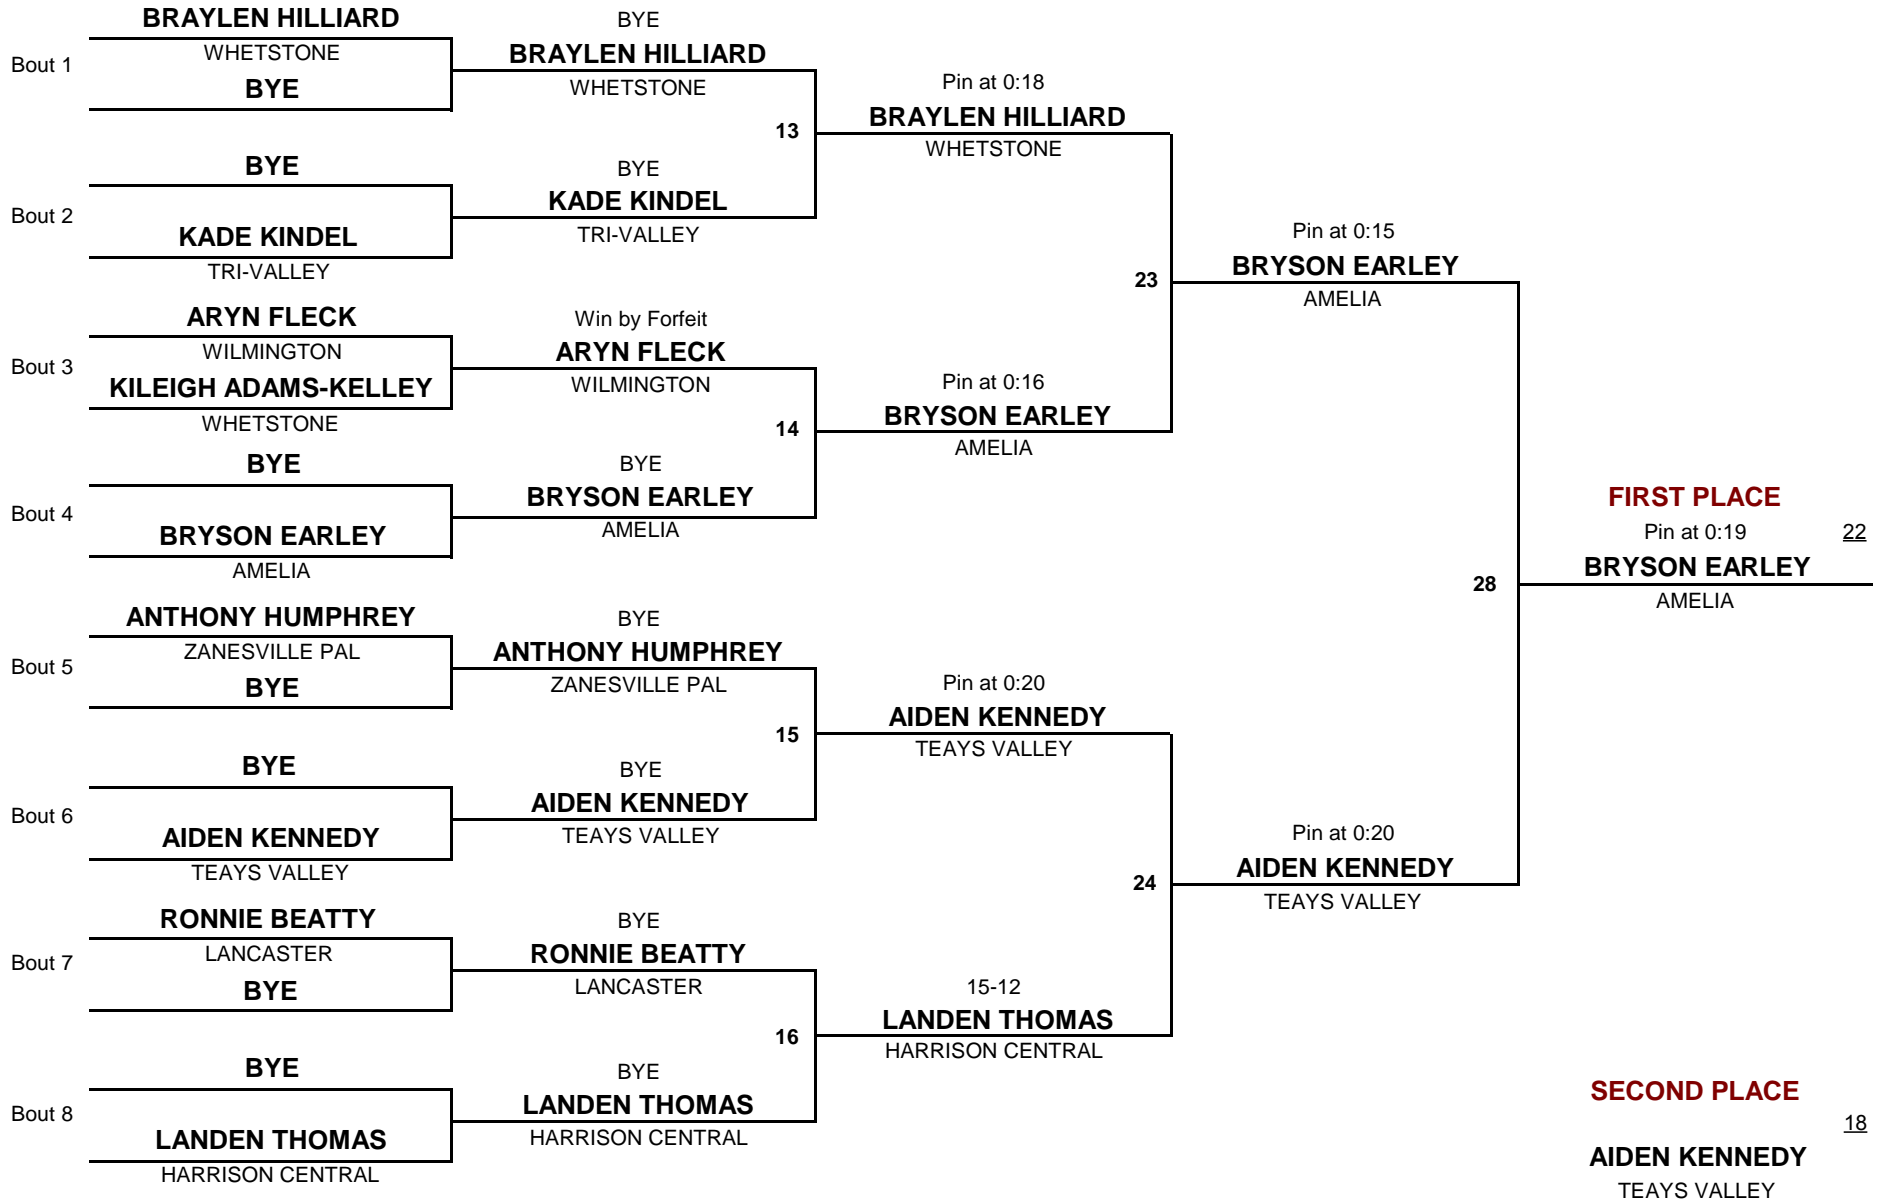 BRAYLEN HILLIARD
Bout 1
WHETSTONE
BYE
BYE
Bout 2
KADE KINDEL
TRI-VALLEY
ARYN FLECK
Bout 3
WILMINGTON
KILEIGH ADAMS-KELLEY
WHETSTONE
BYE
Bout 4
BRYSON EARLEY
AMELIA
ANTHONY HUMPHREY
Bout 5
ZANESVILLE PAL
BYE
BYE
Bout 6
AIDEN KENNEDY
TEAYS VALLEY
RONNIE BEATTY
Bout 7
LANCASTER
BYE
BYE
Bout 8
LANDEN THOMAS
HARRISON CENTRAL
BYE
BRAYLEN HILLIARD
WHETSTONE
13
BYE
KADE KINDEL
TRI-VALLEY
Win by Forfeit
ARYN FLECK
WILMINGTON
14
BYE
BRYSON EARLEY
AMELIA
BYE
ANTHONY HUMPHREY
ZANESVILLE PAL
15
BYE
AIDEN KENNEDY
TEAYS VALLEY
BYE
RONNIE BEATTY
LANCASTER
16
BYE
LANDEN THOMAS
HARRISON CENTRAL
Pin at 0:18
BRAYLEN HILLIARD
WHETSTONE
23
Pin at 0:16
BRYSON EARLEY
AMELIA
Pin at 0:20
AIDEN KENNEDY
TEAYS VALLEY
24
15-12
LANDEN THOMAS
HARRISON CENTRAL
Pin at 0:15
BRYSON EARLEY
AMELIA
28
Pin at 0:20
AIDEN KENNEDY
TEAYS VALLEY
FIRST PLACE
Pin at 0:19 22
BRYSON EARLEY
AMELIA
SECOND PLACE
18
AIDEN KENNEDY
TEAYS VALLEY